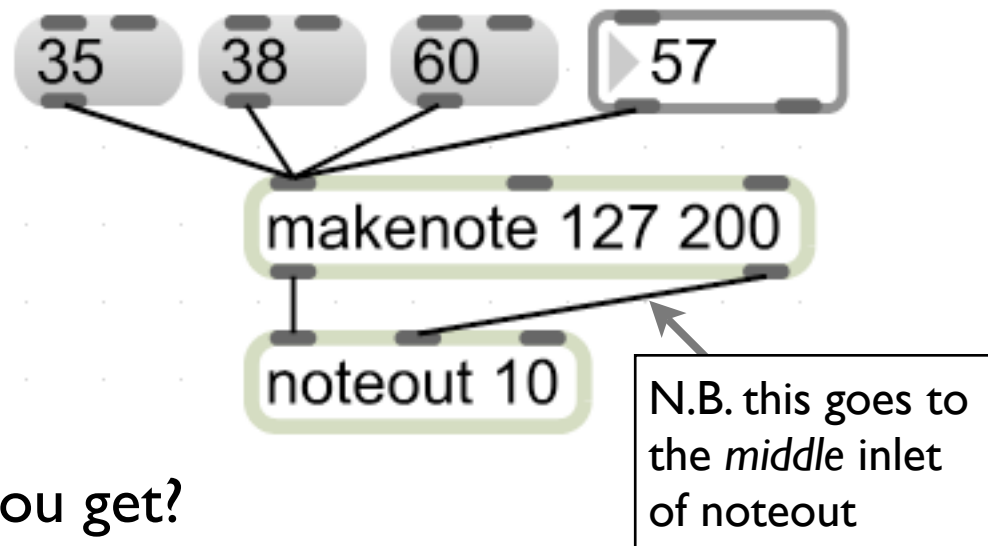 35 38 60 57
makenote 127 200
noteout 10
N.B. this goes to
the middle inlet
of noteout
ou get?